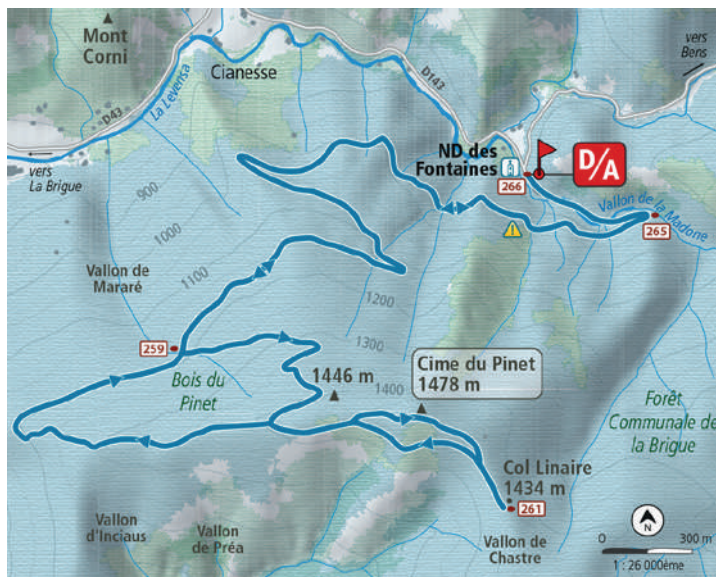 Mont
Corni
Cianesse
D143
vers
Bens
La Levensa
D43
ND des
Fontaines
266
D/A
vers
La Brigue
Vallon de la Madone
265
900
1000
1100
Vallon de
Mararé
1200
1300
259
1446 m
1400
Cime du Pinet
1478 m
Bois du
Pinet
Forêt
Communale de
la Brigue
Col Linaire
1434 m
261
Vallon
d'Inciaus
Vallon
de Préa
Vallon de
Chastre
N
0 300 m
1 : 26 000ème